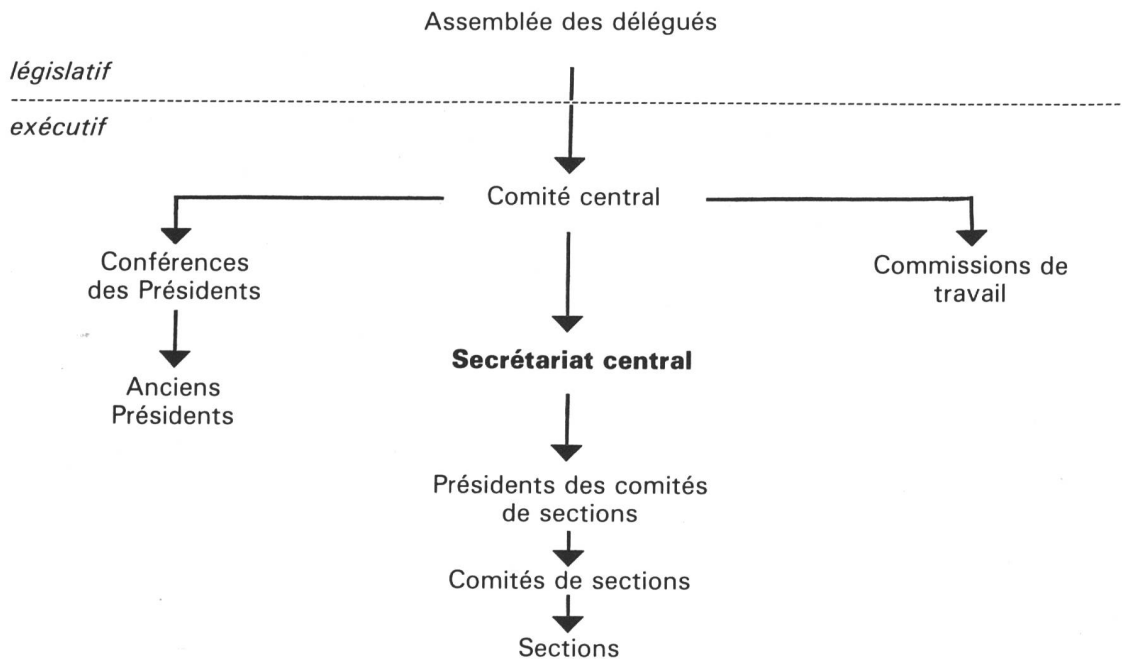 Assemblée des délégués
législatif
exécutif
Comité central
Conférences
des Présidents
Commissions de
travail
Secrétariat central
Anciens
Présidents
Présidents des comités
de sections
Comités de sections
Sections